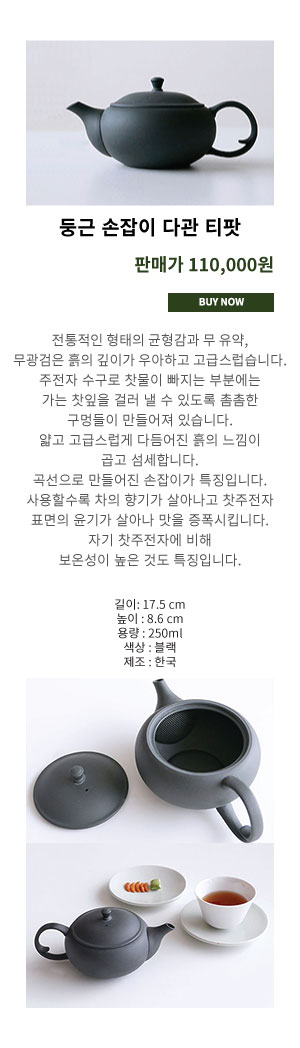 둥근 손잡이 다관 티팟
판매가 110,000원
BUY NOW
전통적인 형태의 균형감과 무 유약,
무광검은 흙의 깊이가 우아하고 고급스럽습니다.
주전자 수구로 찻물이 빠지는 부분에는
가는 찻잎을 걸러 낼 수 있도록 촘촘한
구멍들이 만들어져 있습니다.
얇고 고급스럽게 다듬어진 흙의 느낌이
곱고 섬세합니다.
곡선으로 만들어진 손잡이가 특징입니다.
사용할수록 차의 향기가 살아나고 찻주전자
표면의 윤기가 살아나 맛을 증폭시킵니다.
자기 찻주전자에 비해
보온성이 높은 것도 특징입니다.
길이: 17.5 cm
높이 : 8.6 cm
용량 : 250ml
색상 : 블랙
제조 : 한국